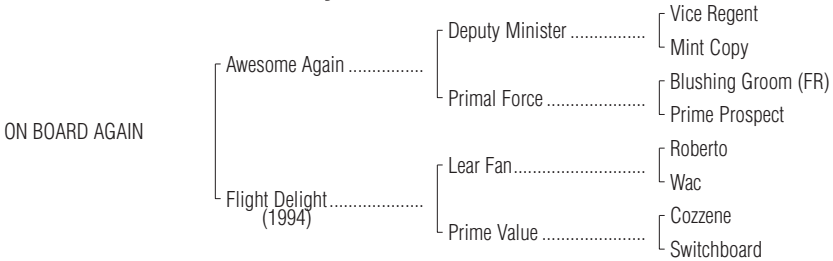 Vice Regent
Deputy Minister ................
Mint Copy
Awesome Again ................
Blushing Groom (FR)
Primal Force .....................
Prime Prospect
ON BOARD AGAIN
Roberto
Lear Fan............................
Wac
Flight Delight....................
(1994)
Cozzene
Prime Value ......................
Switchboard